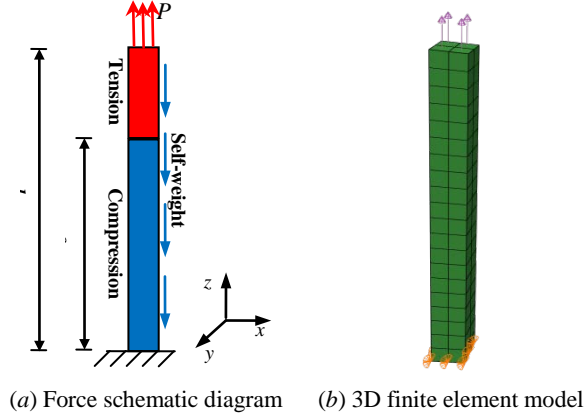 P
Tension
Self-weight
Compression
z
x
y
(a) Force schematic diagram
(b) 3D finite element model